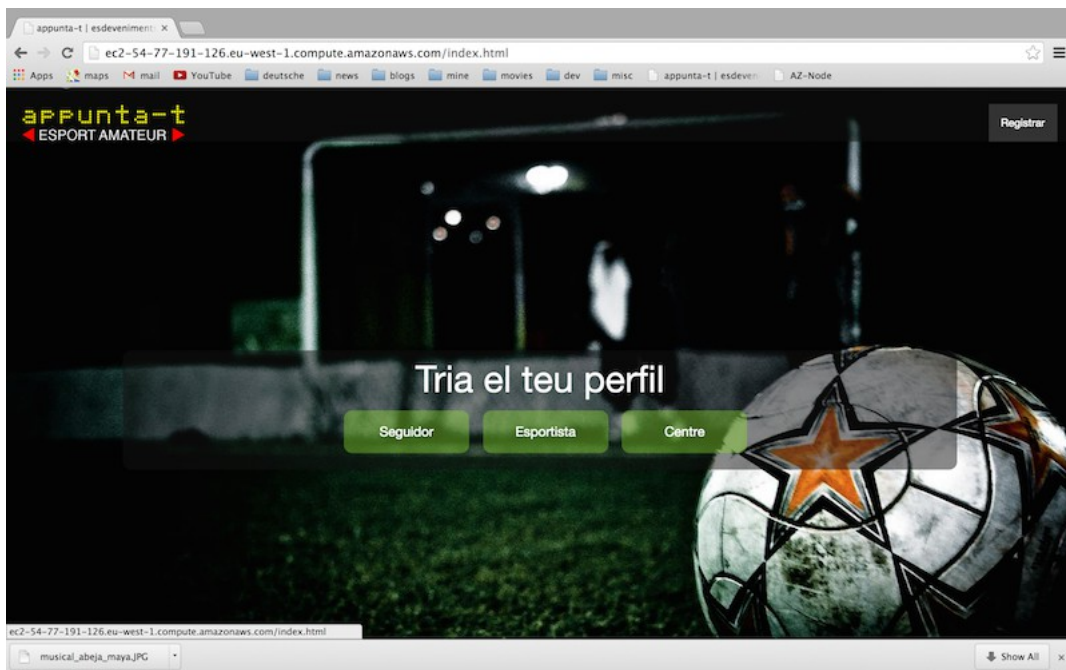 appunta-t | esdeveniment
ec2-54-77-191-126.eu-west-1.compute.amazonaws.com/index.html
Apps maps mail YouTube deutsche news blogs mine movies dev misc appunta-t | esdeven AZ-Node
appunta-t
ESPORT AMATEUR
Registrar
Tria el teu perfil
Seguidor Esportista Centre
ec2-54-77-191-126.eu-west-1.compute.amazonaws.com/index.html
musical_abeja_maya.JPG
Show All